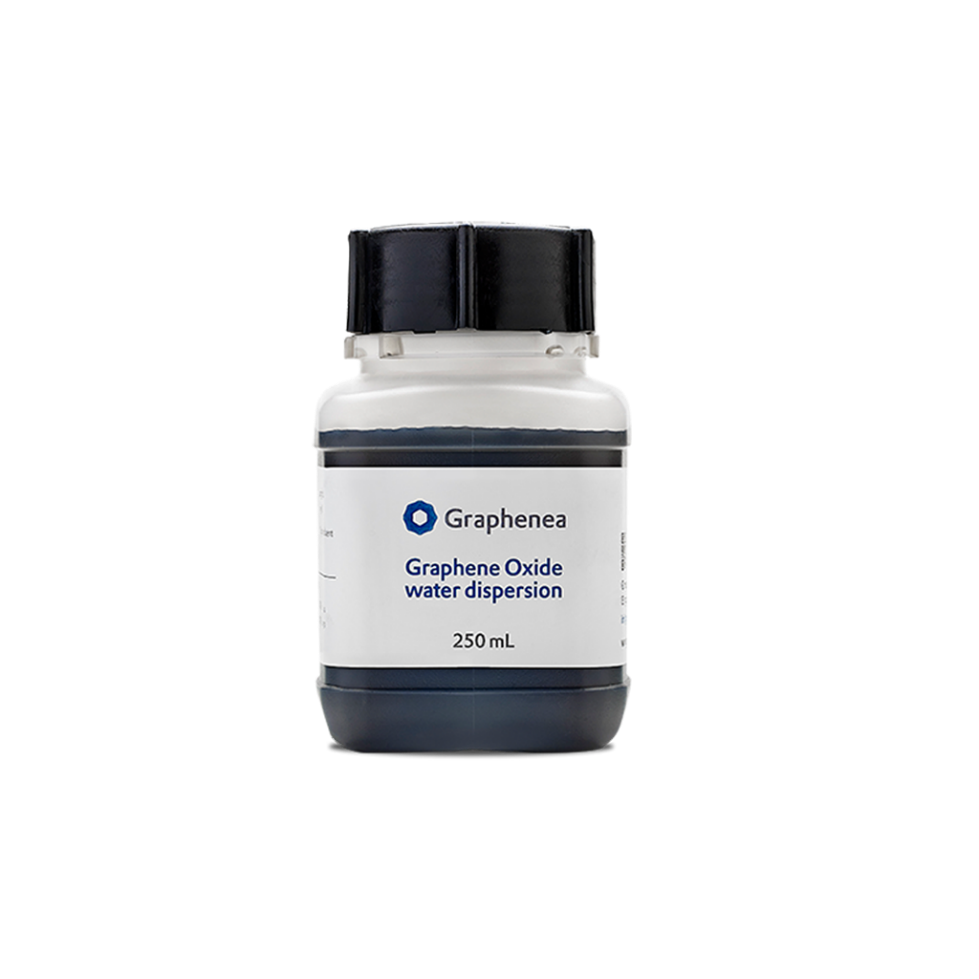 Graphenea
Graphene Oxide
water dispersion
250 mL